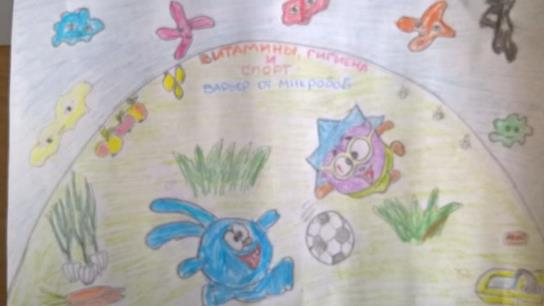 ВИТАМИНЫ, ГИГИЕНА
И
СПОРТ
БАРЬЕР ОТ МИКРОБОВ